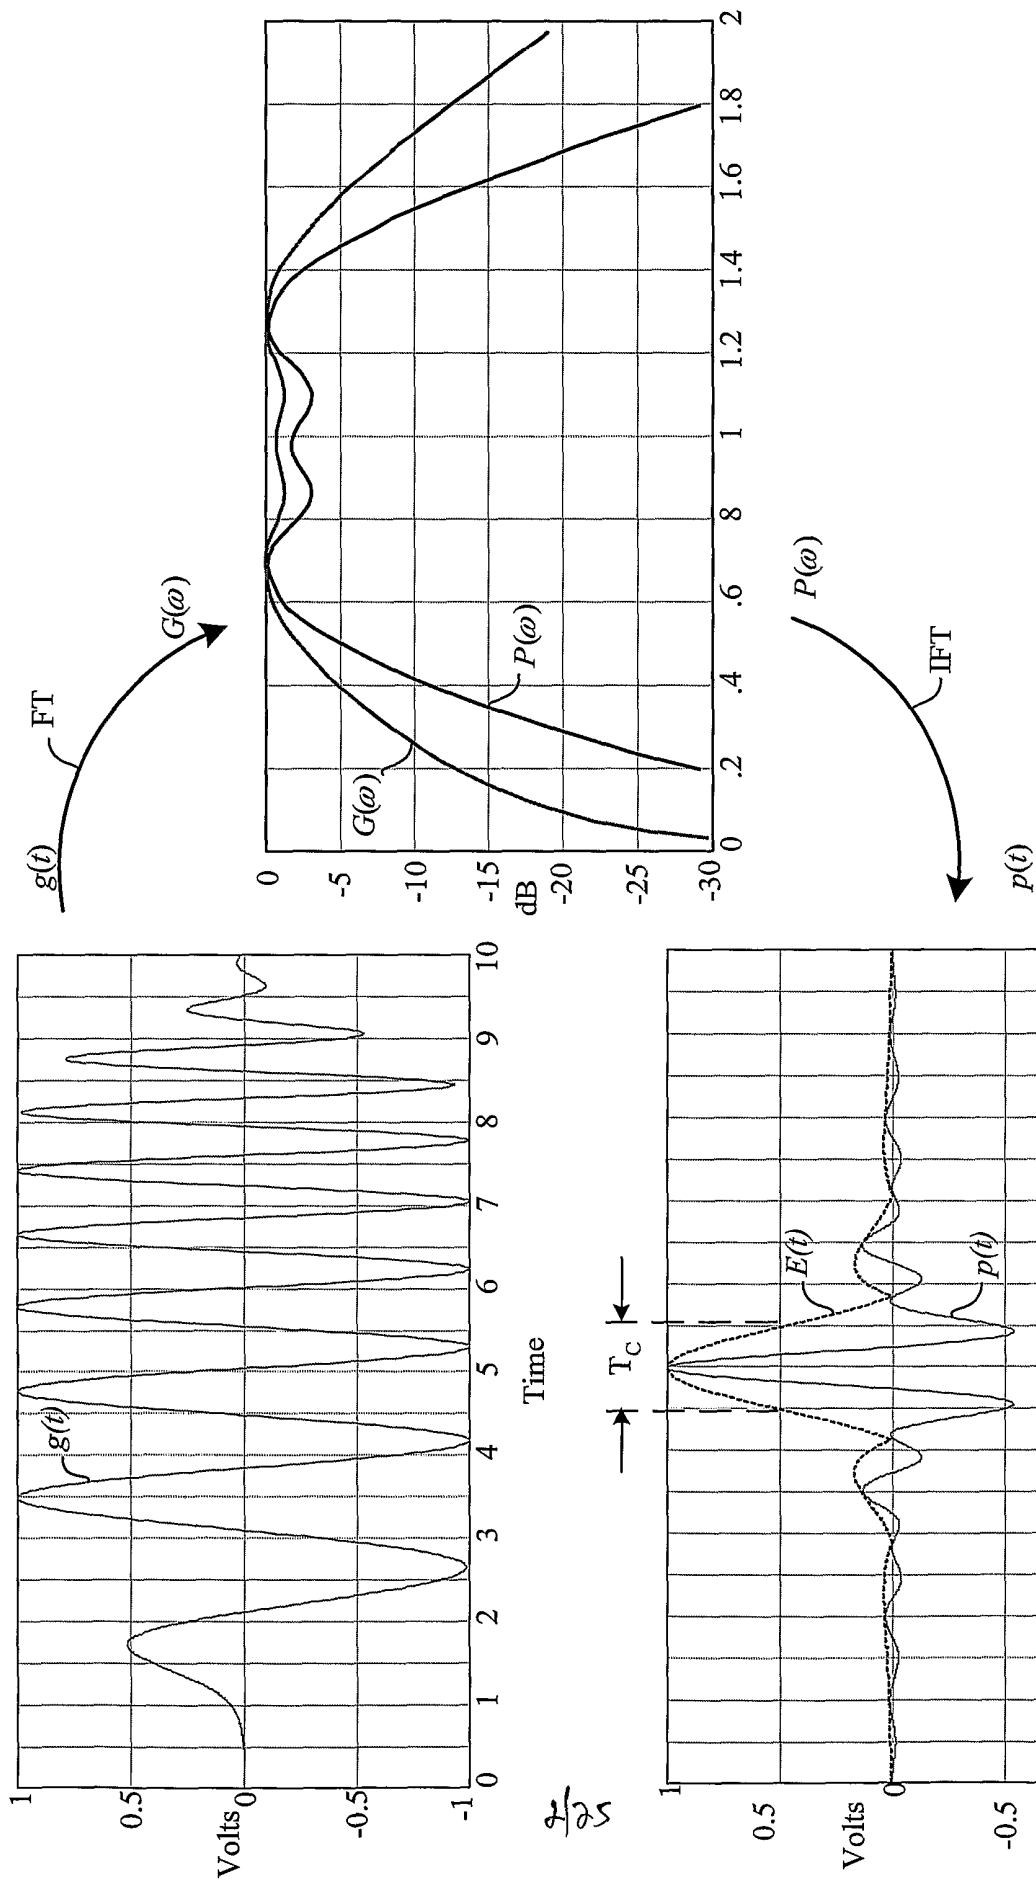 g(t)
FT
G(ω)
1
0.5
Volts 0
-0.5
-1
g(t)
0 1 2 3 4 5 6 7 8 9 10
Time
0
-5
-10
-15
dB
-20
-25
-30
G(ω)
P(ω)
0 .2 .4 .6 .8 1 1.2 1.4 1.6 1.8 2
P(ω)
IFT
p(t)
1
0.5
Volts 0
-0.5
T_C
E(t)
p(t)